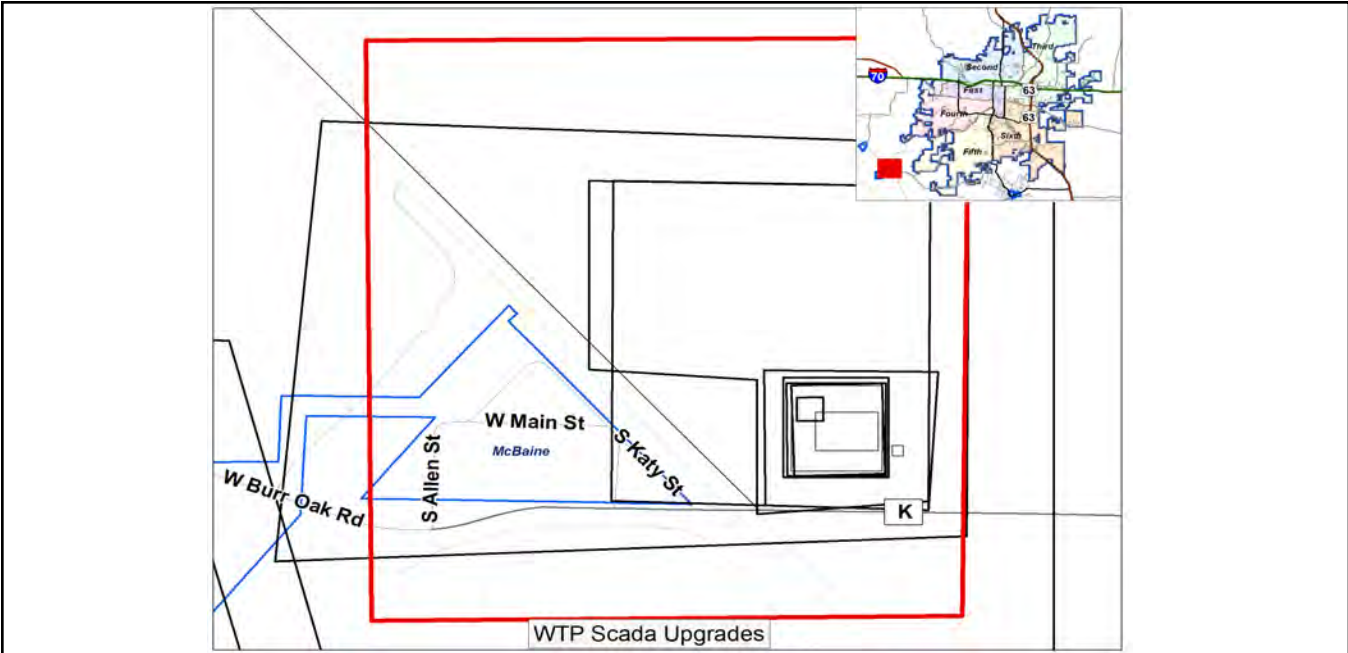 Third
Second
70
63
First
Fourth
63
Sixth
Fifth
W Main St
McBaine
S Katy St
S Allen St
W Burr Oak Rd
K
WTP Scada Upgrades